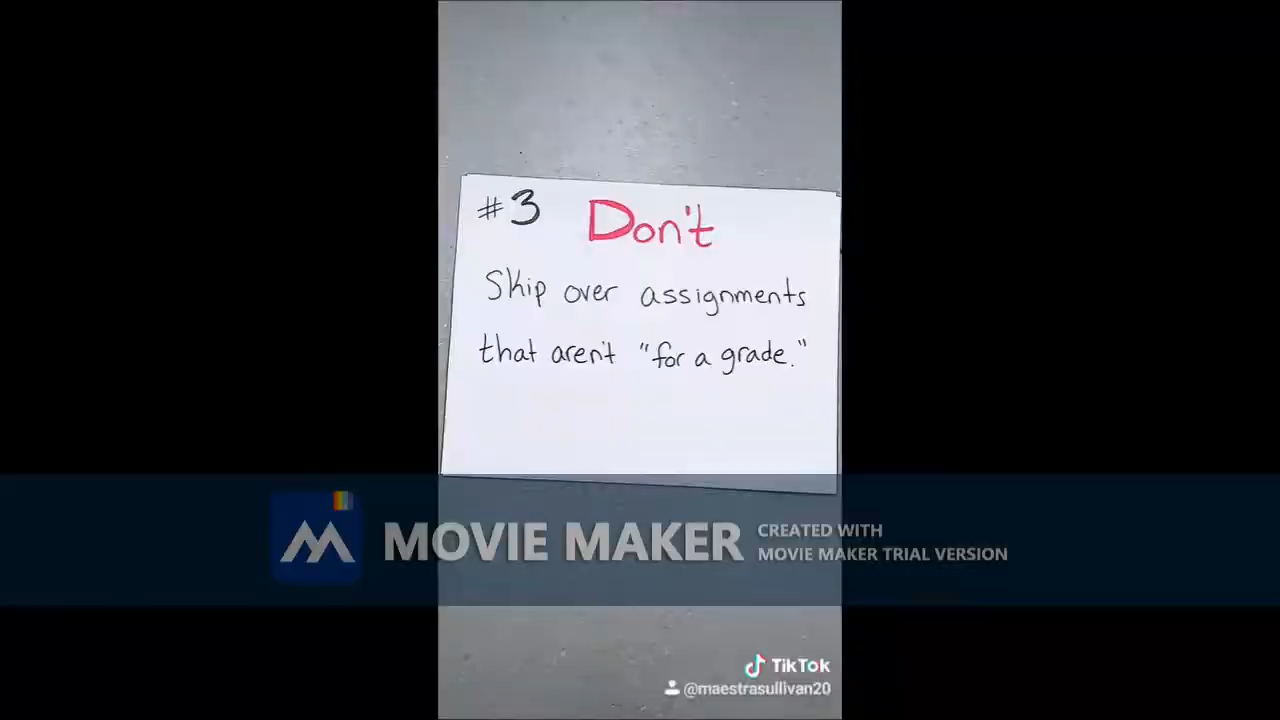 #3 Don't
Skip over assignments
that aren't "for a grade."
MOVIE MAKER
CREATED WITH
MOVIE MAKER TRIAL VERSION
TikTok
@maestrasullivan20